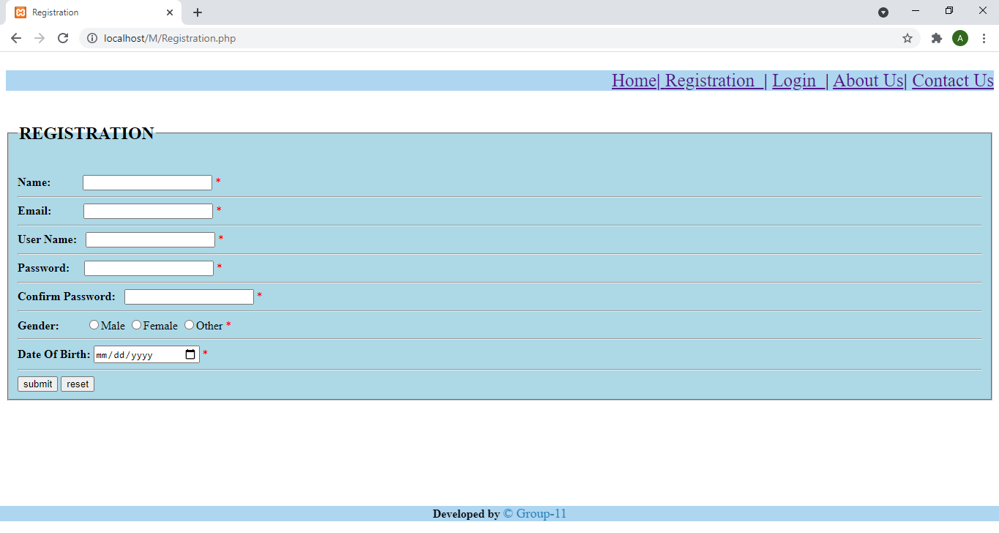 Registration
localhost/M/Registration.php
A
Home| Registration | Login | About Us| Contact Us
REGISTRATION
Name: *
Email: *
User Name: *
Password: *
Confirm Password: *
Gender: Male Female Other *
Date Of Birth: mm/dd/yyyy *
submit reset
Developed by © Group-11